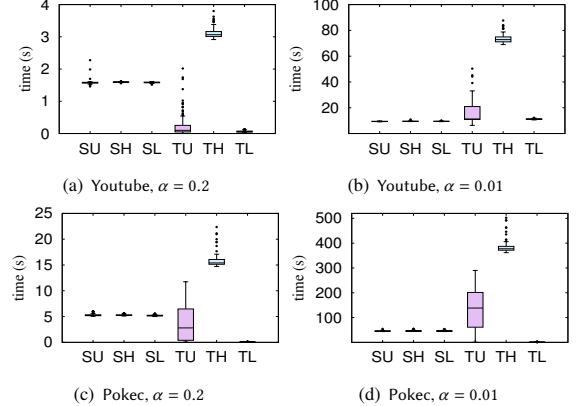 4
3
2
1
0
time (s)
SU SH SL TU TH TL
(a) Youtube, α = 0.2
100
80
60
40
20
time (s)
SU SH SL TU TH TL
(b) Youtube, α = 0.01
25
20
15
10
5
0
time (s)
SU SH SL TU TH TL
(c) Pokec, α = 0.2
500
400
300
200
100
time (s)
SU SH SL TU TH TL
(d) Pokec, α = 0.01